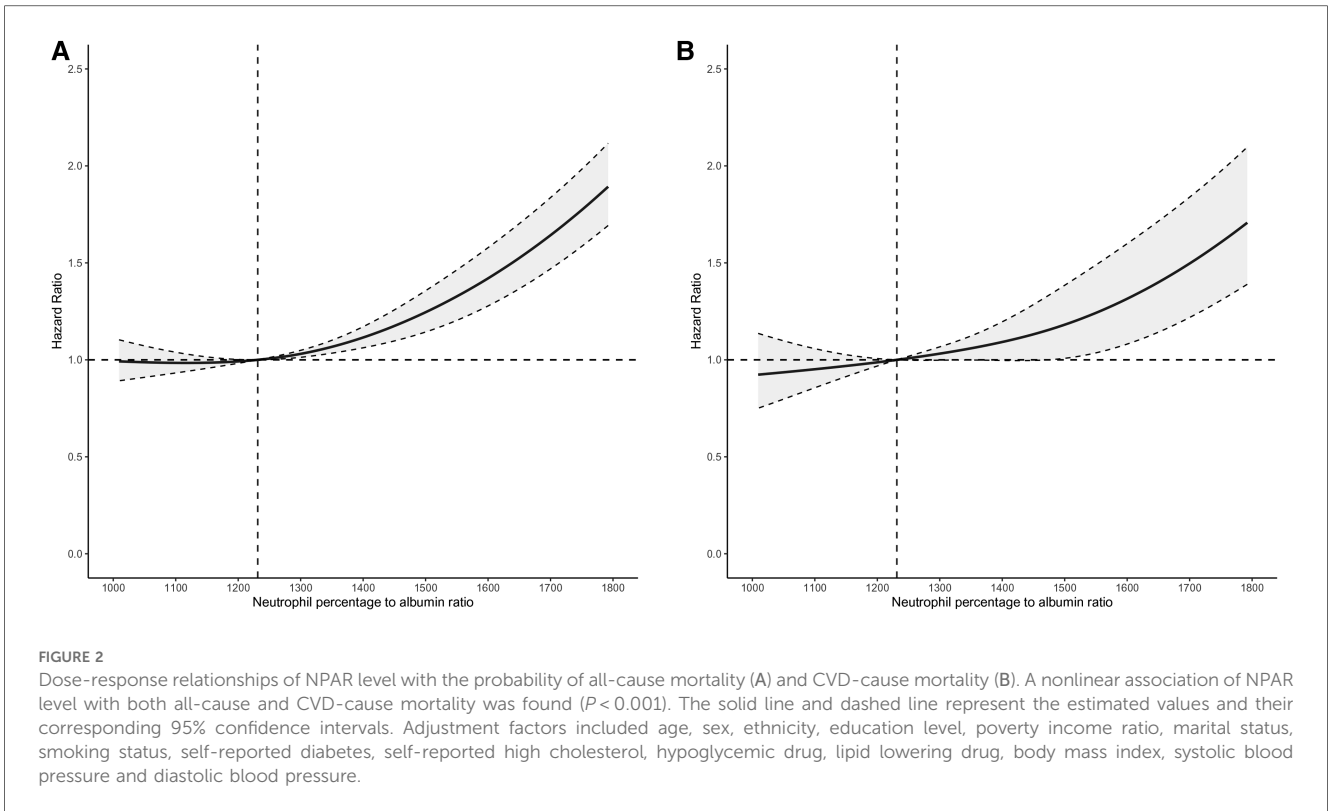 A
2.5
2.0
1.5
1.0
0.5
0.0
Hazard Ratio
1000 1100 1200 1300 1400 1500 1600 1700 1800
Neutrophil percentage to albumin ratio
B
2.5
2.0
1.5
1.0
0.5
0.0
Hazard Ratio
1000 1100 1200 1300 1400 1500 1600 1700 1800
Neutrophil percentage to albumin ratio
FIGURE 2
Dose-response relationships of NPAR level with the probability of all-cause mortality (A) and CVD-cause mortality (B). A nonlinear association of NPAR
level with both all-cause and CVD-cause mortality was found (P < 0.001). The solid line and dashed line represent the estimated values and their
corresponding 95% confidence intervals. Adjustment factors included age, sex, ethnicity, education level, poverty income ratio, marital status,
smoking status, self-reported diabetes, self-reported high cholesterol, hypoglycemic drug, lipid lowering drug, body mass index, systolic blood
pressure and diastolic blood pressure.